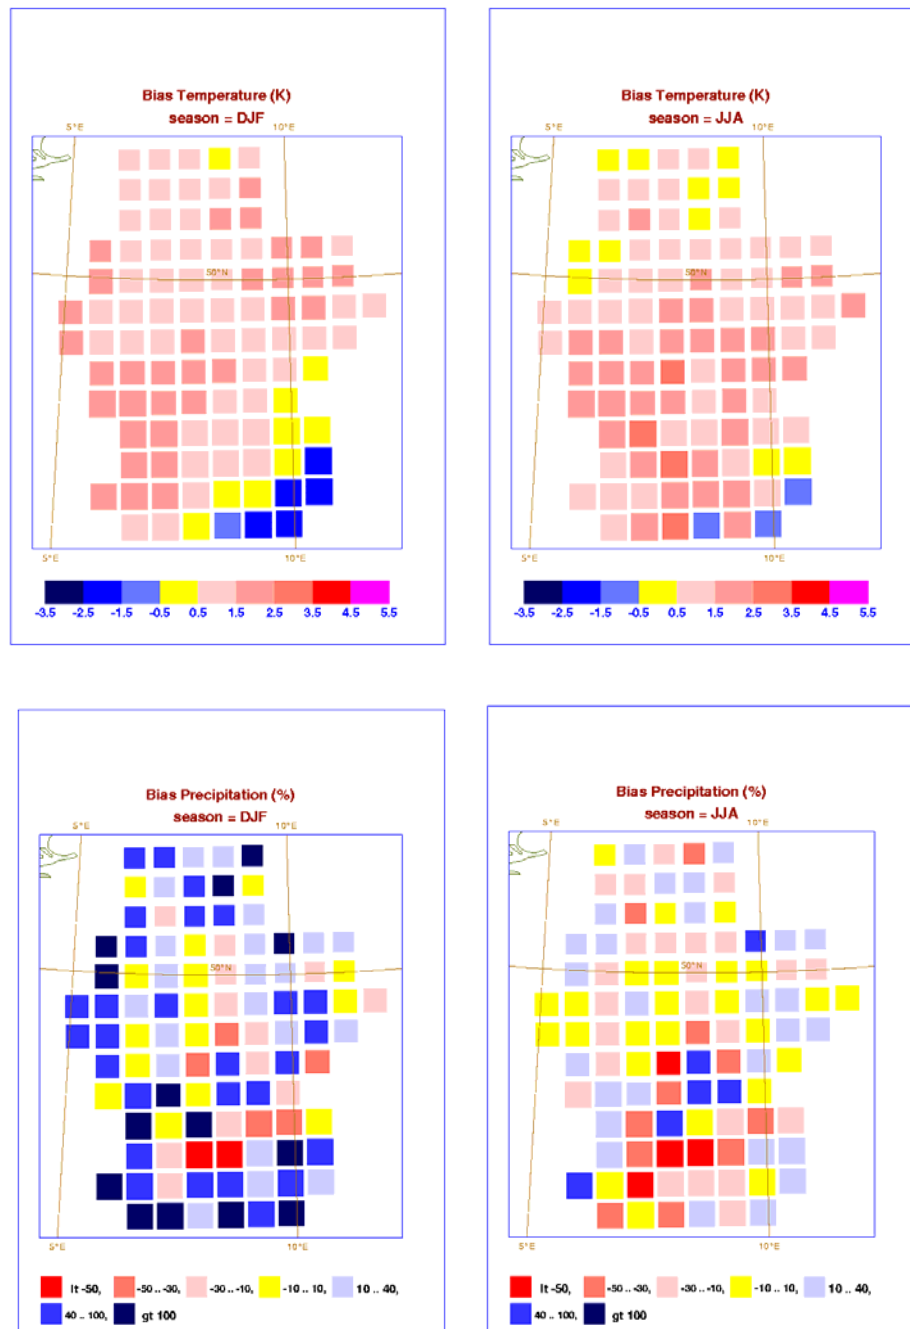 Bias Temperature (K)
season = DJF
5°E
10°E
50°N
5°E
10°E
-3.5 -2.5 -1.5 -0.5 0.5 1.5 2.5 3.5 4.5 5.5
Bias Temperature (K)
season = JJA
5°E
10°E
50°N
5°E
10°E
-3.5 -2.5 -1.5 -0.5 0.5 1.5 2.5 3.5 4.5 5.5
Bias Precipitation (%)
season = DJF
5°E
10°E
50°N
5°E
10°E
lt -50, -50 .. -30, -30 .. -10, -10 .. 10, 10 .. 40,
40 .. 100, gt 100
Bias Precipitation (%)
season = JJA
5°E
10°E
50°N
5°E
10°E
lt -50, -50 .. -30, -30 .. -10, -10 .. 10, 10 .. 40,
40 .. 100, gt 100